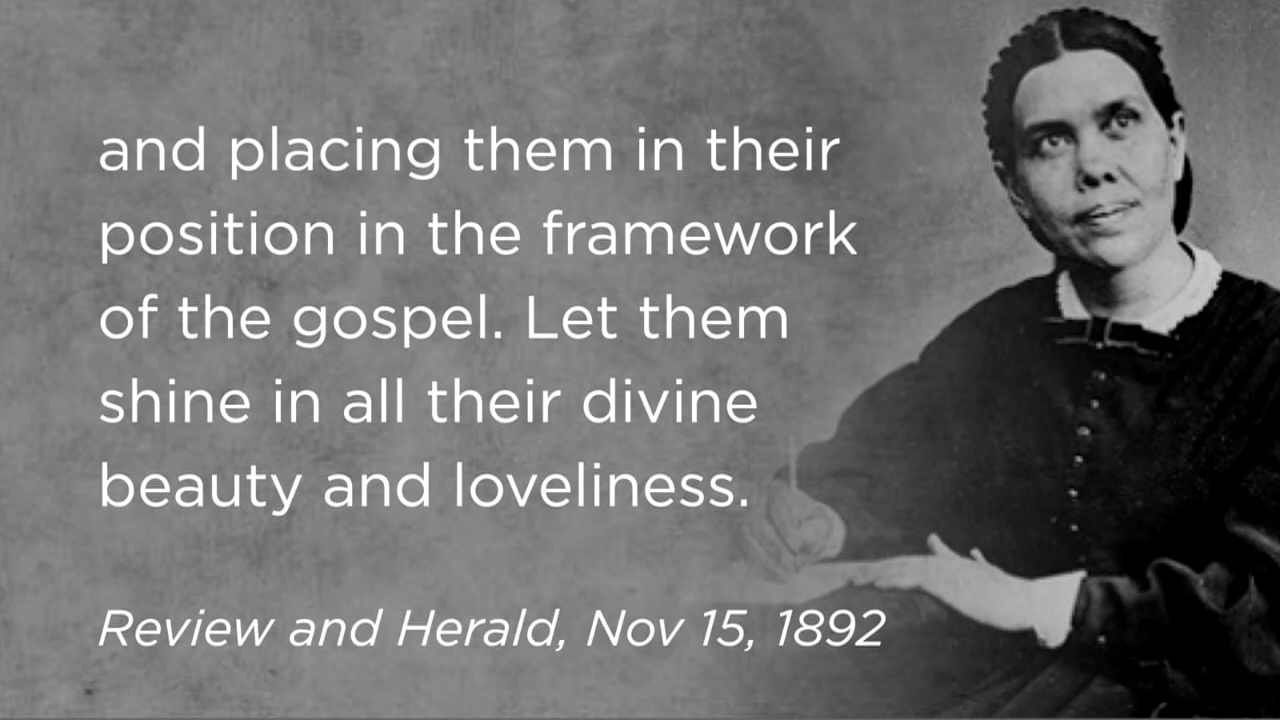 and placing them in their
position in the framework
of the gospel. Let them
shine in all their divine
beauty and loveliness.
Review and Herald, Nov 15, 1892